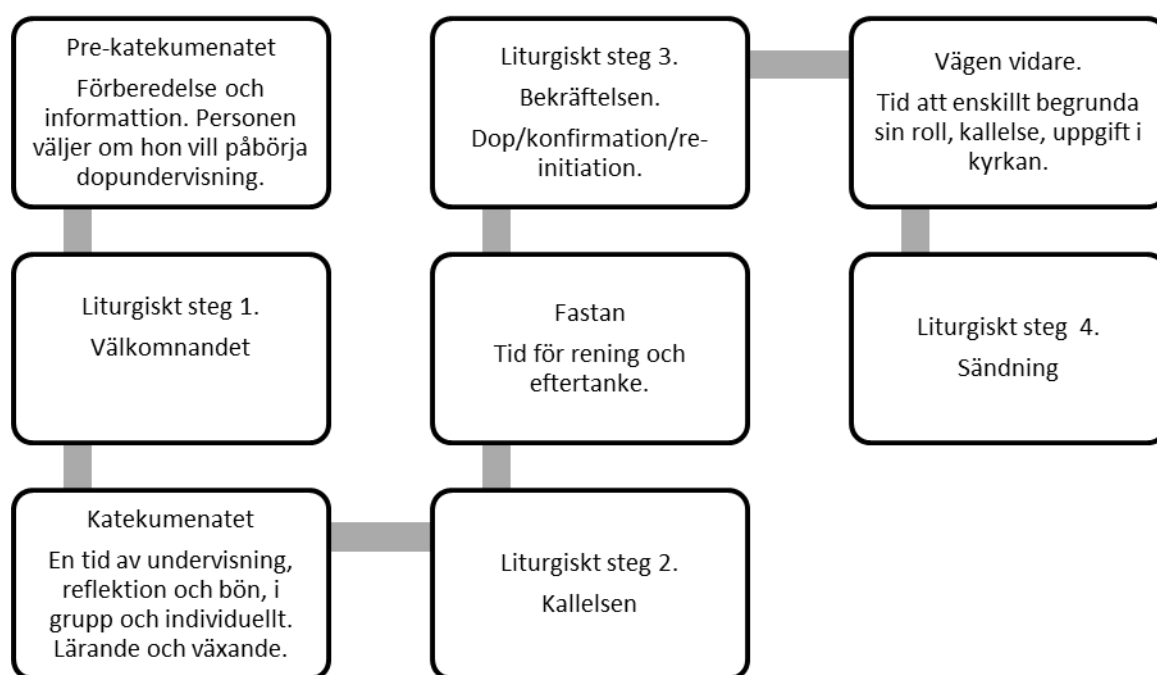 Pre-katekumenatet
Förberedelse och
informattion. Personen
väljer om hon vill påbörja
dopundervisning.
Liturgiskt steg 1.
Välkomnandet
Katekumenatet
En tid av undervisning,
reflektion och bön, i
grupp och individuellt.
Lärande och växande.
Liturgiskt steg 2.
Kallelsen
Fastan
Tid för rening och
eftertanke.
Liturgiskt steg 3.
Bekräftelsen.
Dop/konfirmation/re-
initiation.
Vägen vidare.
Tid att enskillt begrunda
sin roll, kallelse, uppgift i
kyrkan.
Liturgiskt steg  4.
Sändning